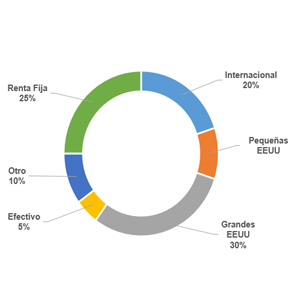 Renta Fija
25%
Internacional
20%
Pequeñas
EEUU
Otro
10%
Efectivo
5%
Grandes
EEUU
30%